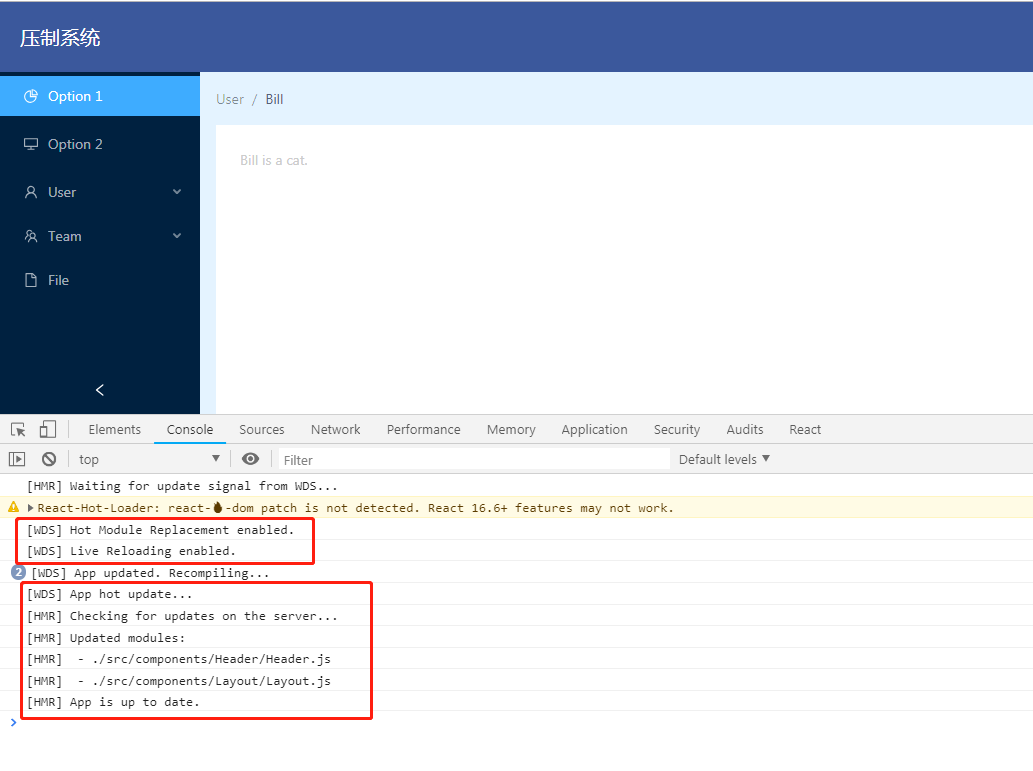 压制系统
Option 1
User / Bill
Option 2
Bill is a cat.
User
Team
File
Elements Console Sources Network Performance Memory Application Security Audits React
top Filter Default levels ▼
[HMR] Waiting for update signal from WDS...
React-Hot-Loader: react-🔥-dom patch is not detected. React 16.6+ features may not work.
[WDS] Hot Module Replacement enabled.
[WDS] Live Reloading enabled.
2 [WDS] App updated. Recompiling...
[WDS] App hot update...
[HMR] Checking for updates on the server...
[HMR] Updated modules:
[HMR]  - ./src/components/Header/Header.js
[HMR]  - ./src/components/Layout/Layout.js
[HMR] App is up to date.